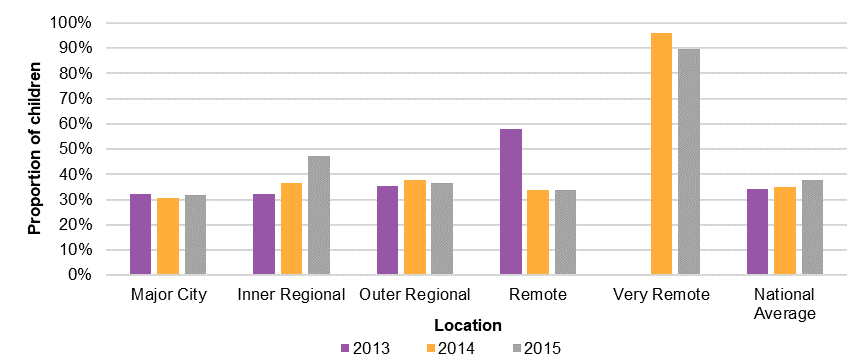 100%
90%
80%
70%
60%
50%
40%
30%
20%
10%
0%
Proportion of children
Major City Inner Regional Outer Regional Remote Very Remote National
Average
Location
2013 2014 2015